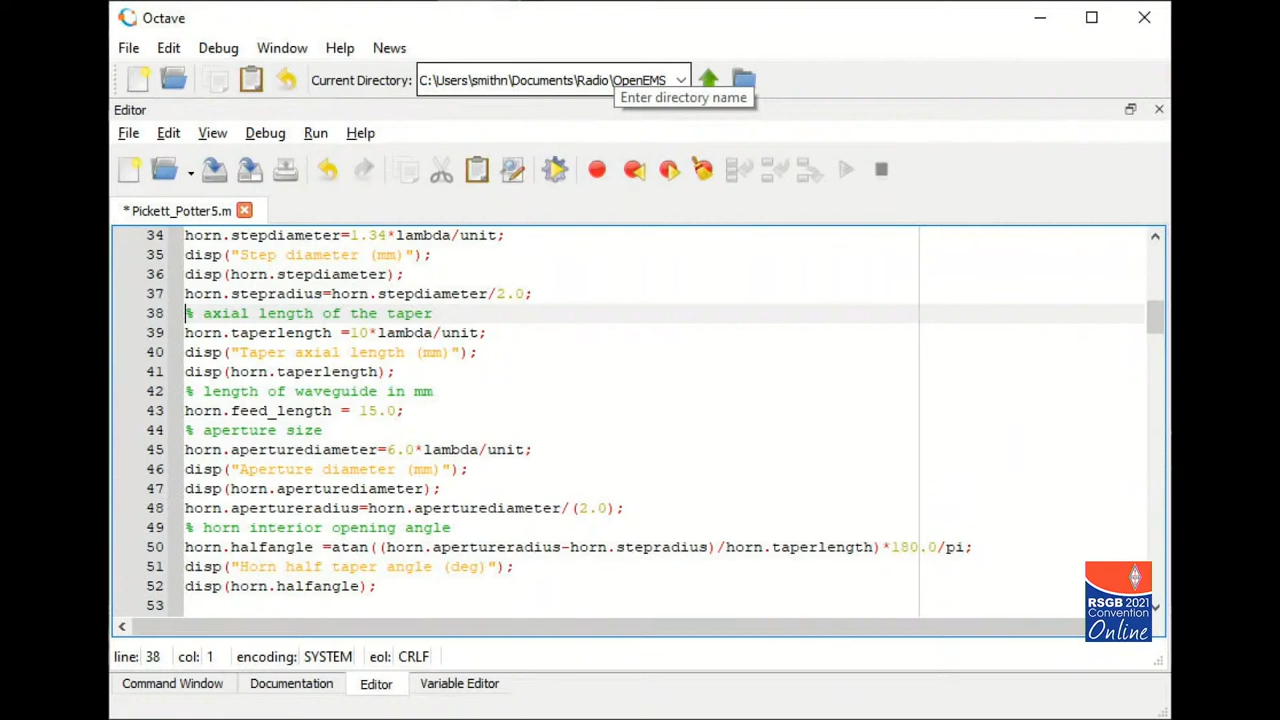 Octave
File Edit Debug Window Help News
Current Directory: C:\Users\smithn\Documents\Radio\OpenEMS
Enter directory name
Editor
File Edit View Debug Run Help
* Pickett_Potter5.m
34 horn.stepdiameter=1.34*lambda/unit;
35 disp("Step diameter (mm)");
36 disp(horn.stepdiameter);
37 horn.stepradius=horn.stepdiameter/2.0;
38 % axial length of the taper
39 horn.taperlength =10*lambda/unit;
40 disp("Taper axial length (mm)");
41 disp(horn.taperlength);
42 % length of waveguide in mm
43 horn.feed_length = 15.0;
44 % aperture size
45 horn.aperturediameter=6.0*lambda/unit;
46 disp("Aperture diameter (mm)");
47 disp(horn.aperturediameter);
48 horn.apertureradius=horn.aperturediameter/(2.0);
49 % horn interior opening angle
50 horn.halfangle =atan((horn.apertureradius-horn.stepradius)/horn.taperlength)*180.0/pi;
51 disp("Horn half taper angle (deg)");
52 disp(horn.halfangle);
53
RSGB 2021
Convention
Online
line: 38 col: 1 encoding: SYSTEM eol: CRLF
Command Window Documentation Editor Variable Editor